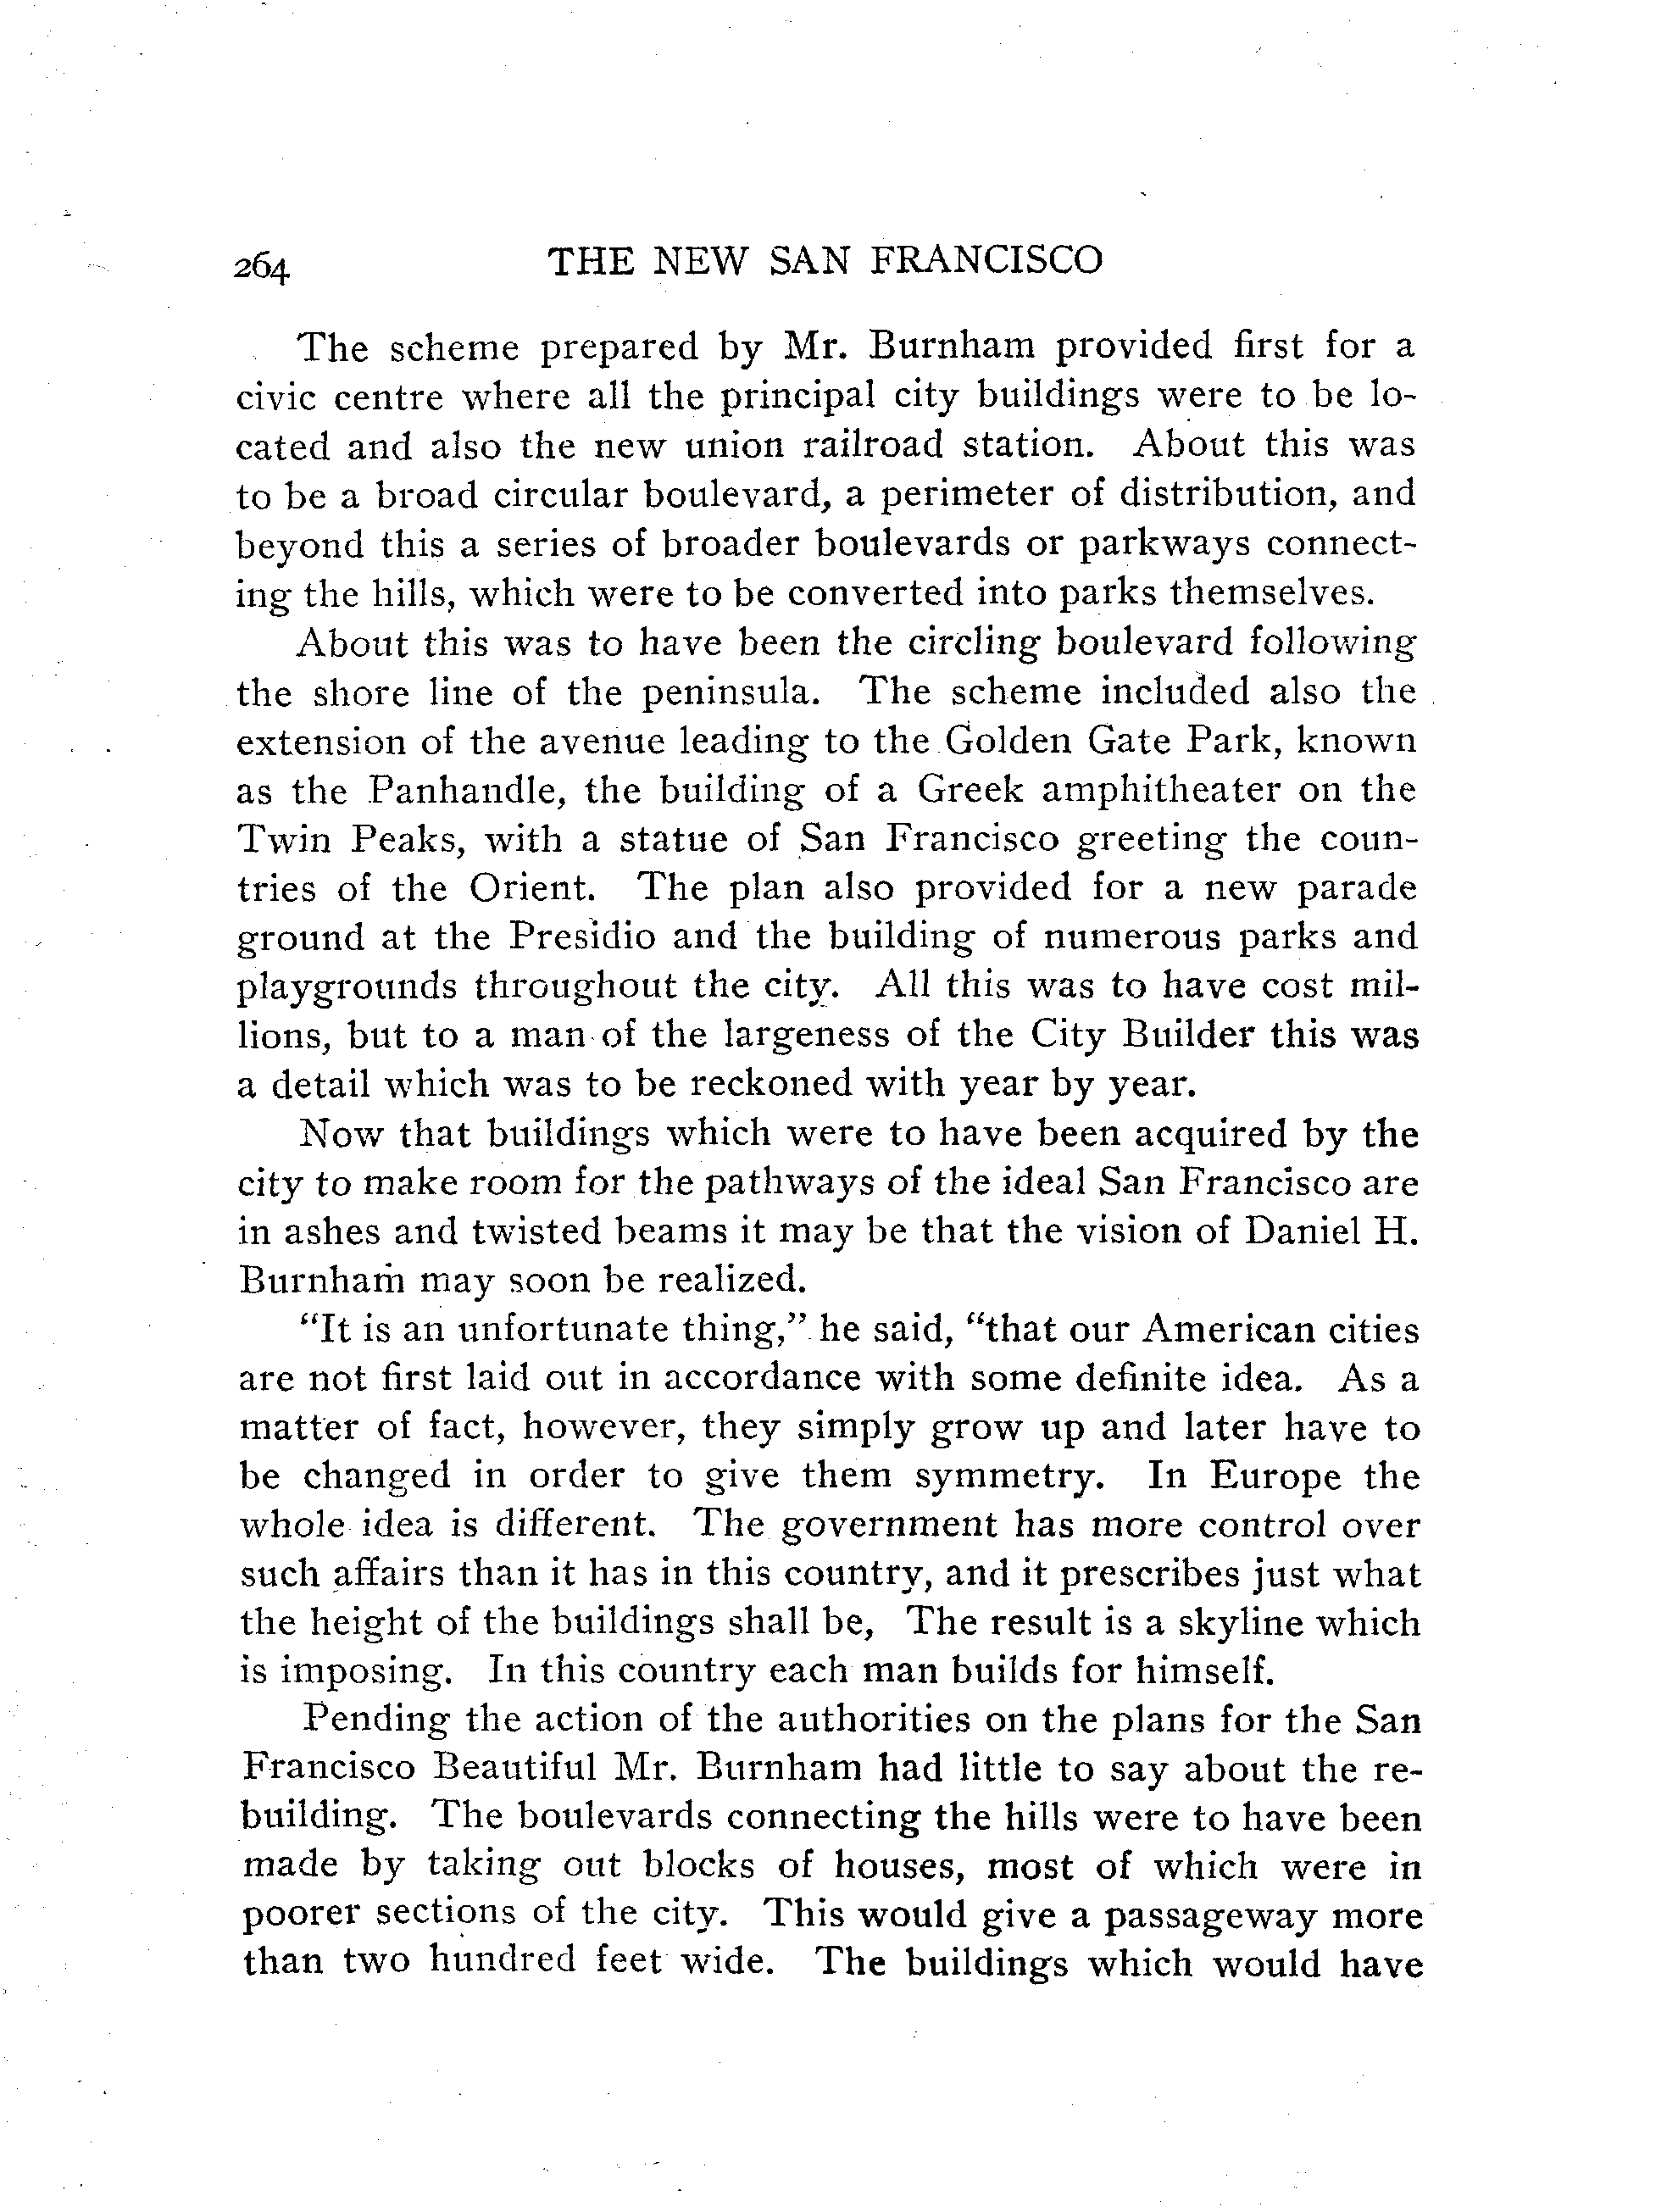 264 THE NEW SAN FRANCISCO
The scheme prepared by Mr. Burnham provided first for a
civic centre where all the principal city buildings were to be lo-
cated and also the new union railroad station. About this was
to be a broad circular boulevard, a perimeter of distribution, and
beyond this a series of broader boulevards or parkways connect-
ing the hills, which were to be converted into parks themselves.
About this was to have been the circling boulevard following
the shore line of the peninsula. The scheme included also the
extension of the avenue leading to the Golden Gate Park, known
as the Panhandle, the building of a Greek amphitheater on the
Twin Peaks, with a statue of San Francisco greeting the coun-
tries of the Orient. The plan also provided for a new parade
ground at the Presidio and the building of numerous parks and
playgrounds throughout the city. All this was to have cost mil-
lions, but to a man of the largeness of the City Builder this was
a detail which was to be reckoned with year by year.
Now that buildings which were to have been acquired by the
city to make room for the pathways of the ideal San Francisco are
in ashes and twisted beams it may be that the vision of Daniel H.
Burnham may soon be realized.
“It is an unfortunate thing,” he said, “that our American cities
are not first laid out in accordance with some definite idea. As a
matter of fact, however, they simply grow up and later have to
be changed in order to give them symmetry. In Europe the
whole idea is different. The government has more control over
such affairs than it has in this country, and it prescribes just what
the height of the buildings shall be, The result is a skyline which
is imposing. In this country each man builds for himself.
Pending the action of the authorities on the plans for the San
Francisco Beautiful Mr. Burnham had little to say about the re-
building. The boulevards connecting the hills were to have been
made by taking out blocks of houses, most of which were in
poorer sections of the city. This would give a passageway more
than two hundred feet wide. The buildings which would have